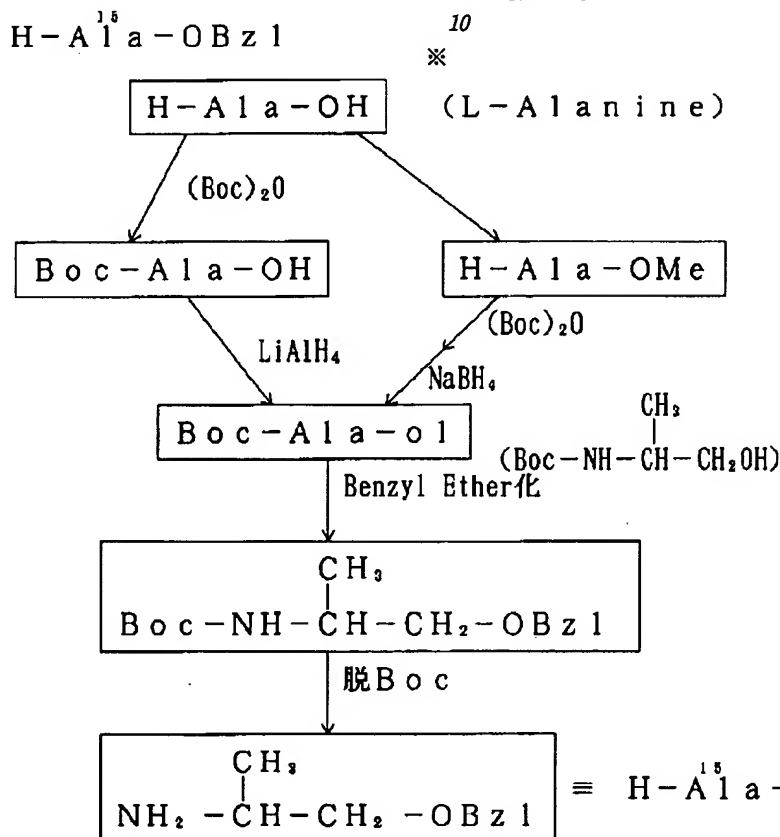 15
H-Ala-OBzl
10
※
H-Ala-OH (L-Alanine)
(Boc)₂O
Boc-Ala-OH H-Ala-OMe
(Boc)₂O
LiAlH₄
NaBH₄
Boc-Ala-ol
CH₃
(Boc-NH-CH-CH₂OH)
Benzyl Ether化
CH₃
Boc-NH-CH-CH₂-OBzl
脱Boc
CH₃
15
NH₂-CH-CH₂-OBzl ≡ H-Ala-